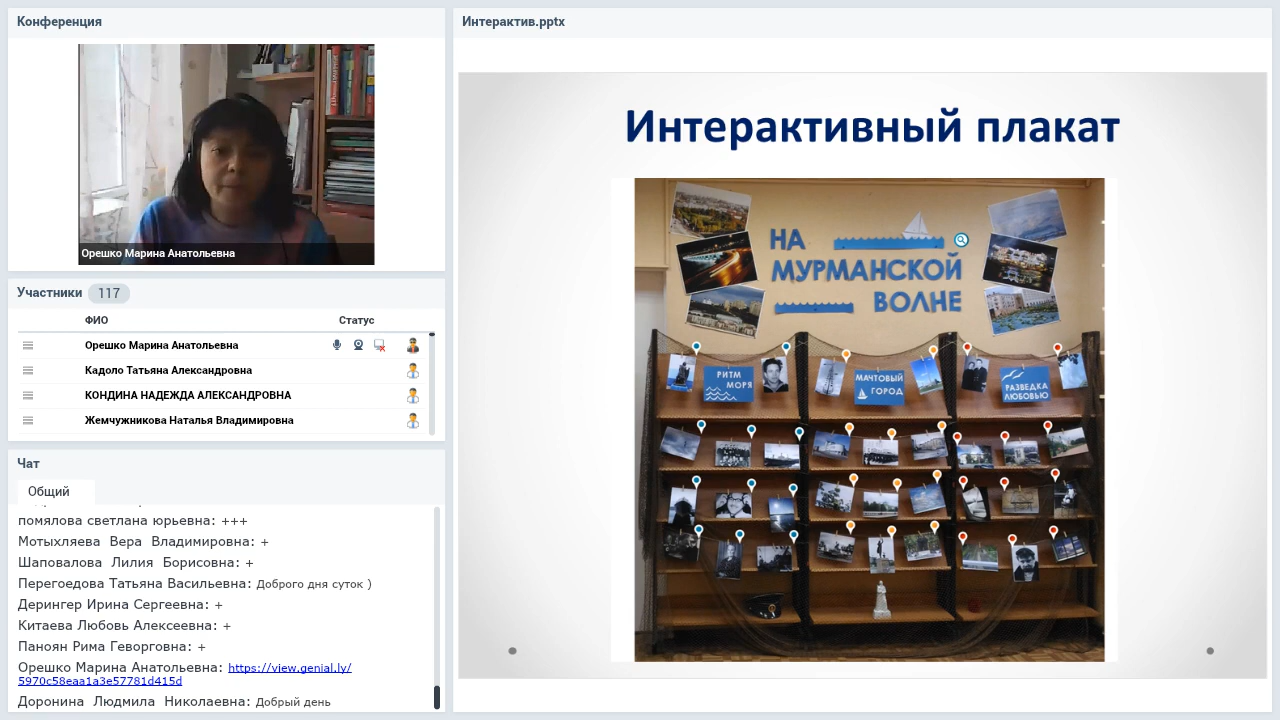 Конференция
Орешко Марина Анатольевна
Участники 117
ФИО Статус
Орешко Марина Анатольевна
Кадоло Татьяна Александровна
КОНДИНА НАДЕЖДА АЛЕКСАНДРОВНА
Жемчужникова Наталья Владимировна
Чат
Общий
помялова светлана юрьевна: +++
Мотыхляева Вера Владимировна: +
Шаповалова Лилия Борисовна: +
Перегоедова Татьяна Васильевна: Доброго дня суток )
Дерингер Ирина Сергеевна: +
Китаева Любовь Алексеевна: +
Паноян Рима Геворговна: +
Орешко Марина Анатольевна: https://view.genial.ly/
5970c58eaa1a3e57781d415d
Доронина Людмила Николаевна: Добрый день
Интерактив.pptx
Интерактивный плакат
НА
МУРМАНСКОЙ
ВОЛНЕ
РИТМ
МОРЯ
МАЧТОВЫЙ
ГОРОД
РАЗВЕДКА
ЛЮБОВЬЮ